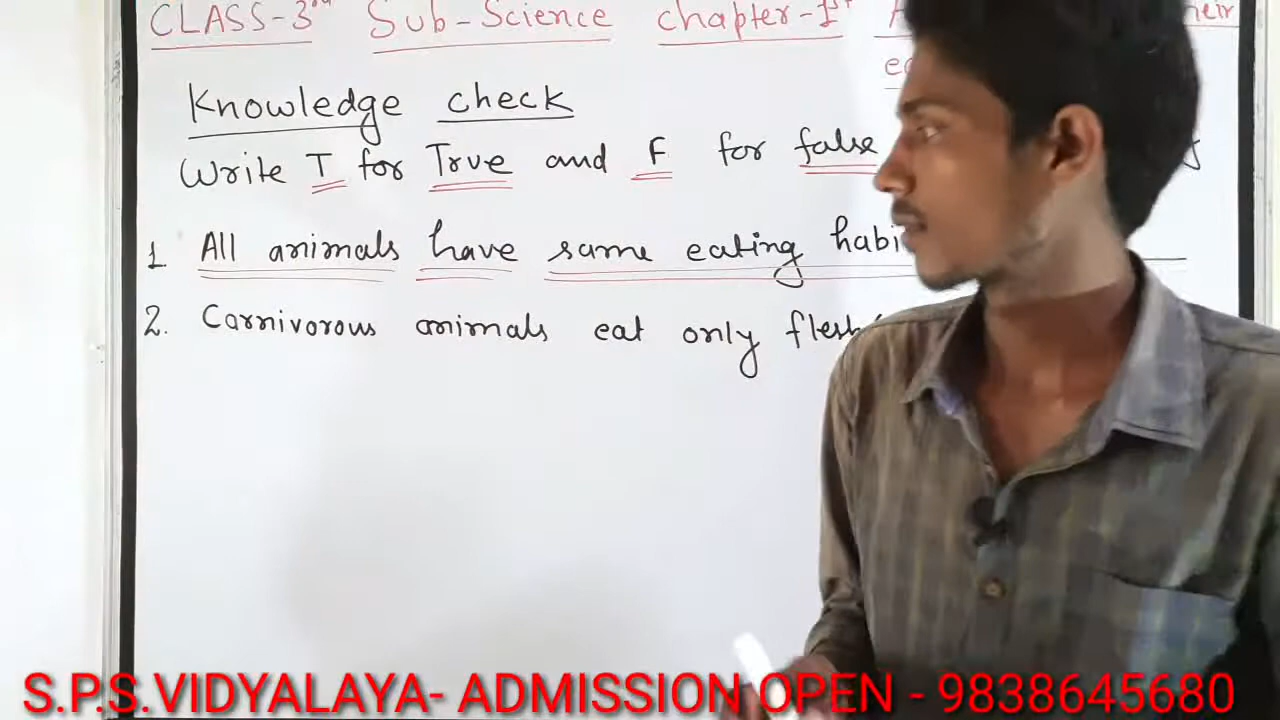 CLASS-3rd Sub-Science chapter-1st
Knowledge check
Write T for True and F for false
1. All animals have same eating
2. Carnivorous animals eat only flesh
S.P.S.VIDYALAYA- ADMISSION OPEN - 9838645680